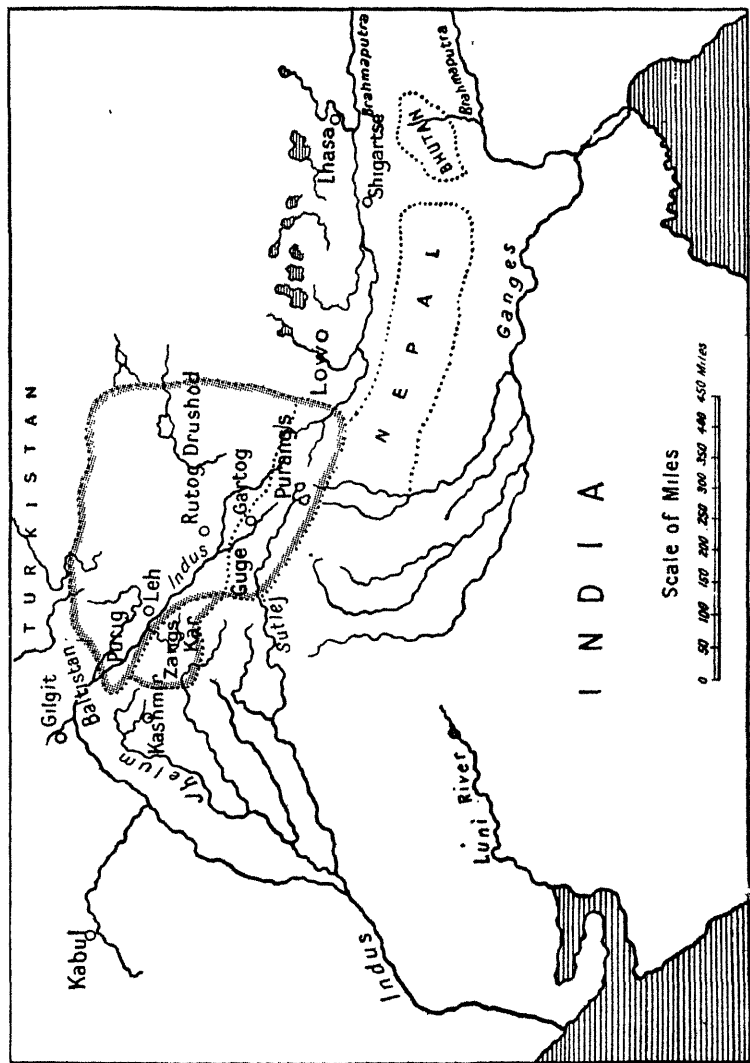 TURKISTAN
Gilgit
Baltistan
Purig
Leh
Indus
Rutog
Drushod
Kabul
Jhelum
Kashmir
Zangs
Kar
Guge
Gartog
Purangs
Lowo
Lhasa
Brahmaputra
Shigartse
Sutlej
NEPAL
BHUTAIN
Brahmaputra
Indus
Ganges
Luni River
INDIA
Scale of Miles
0 50 100 150 200 250 300 350 400 450 Miles